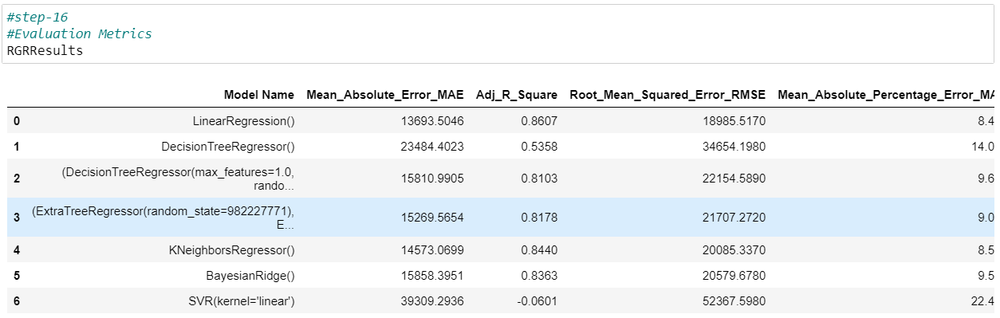 #step-16
#Evaluation Metrics
RGRResults
Model Name Mean_Absolute_Error_MAE Adj_R_Square Root_Mean_Squared_Error_RMSE Mean_Absolute_Percentage_Error_MA
0 LinearRegression() 13693.5046 0.8607 18985.5170 8.4
1 DecisionTreeRegressor() 23484.4023 0.5358 34654.1980 14.0
2 (DecisionTreeRegressor(max_features=1.0, rando... 15810.9905 0.8103 22154.5890 9.6
3 (ExtraTreeRegressor(random_state=982227771), E... 15269.5654 0.8178 21707.2720 9.0
4 KNeighborsRegressor() 14573.0699 0.8440 20085.3370 8.5
5 BayesianRidge() 15858.3951 0.8363 20579.6780 9.5
6 SVR(kernel='linear') 39309.2936 -0.0601 52367.5980 22.4